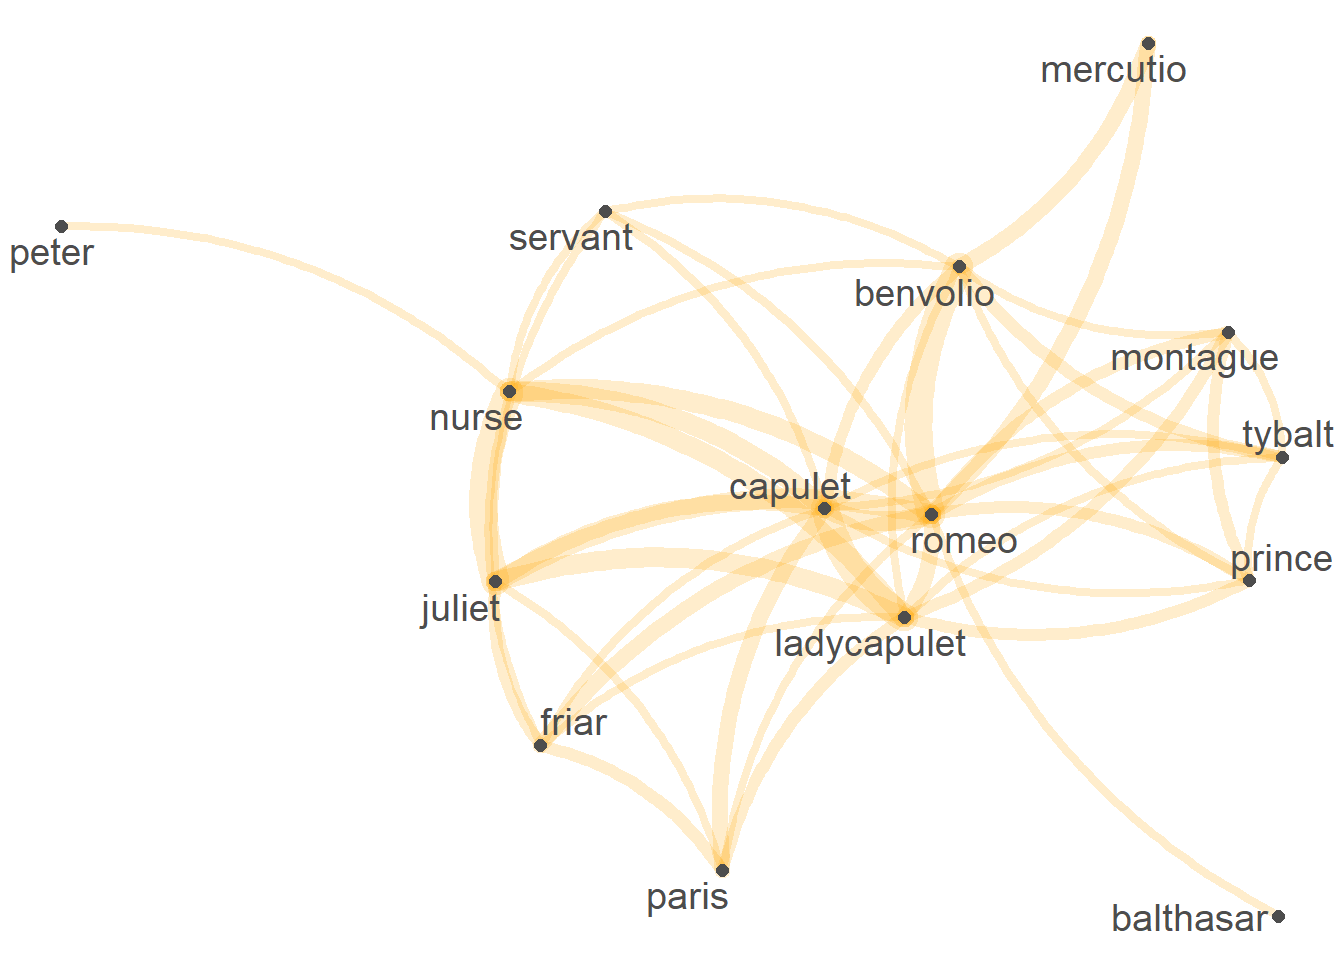 mercutio
servant
peter
benvolio
montague
nurse
tybalt
capulet
romeo
prince
juliet
ladycapulet
friar
paris
balthasar